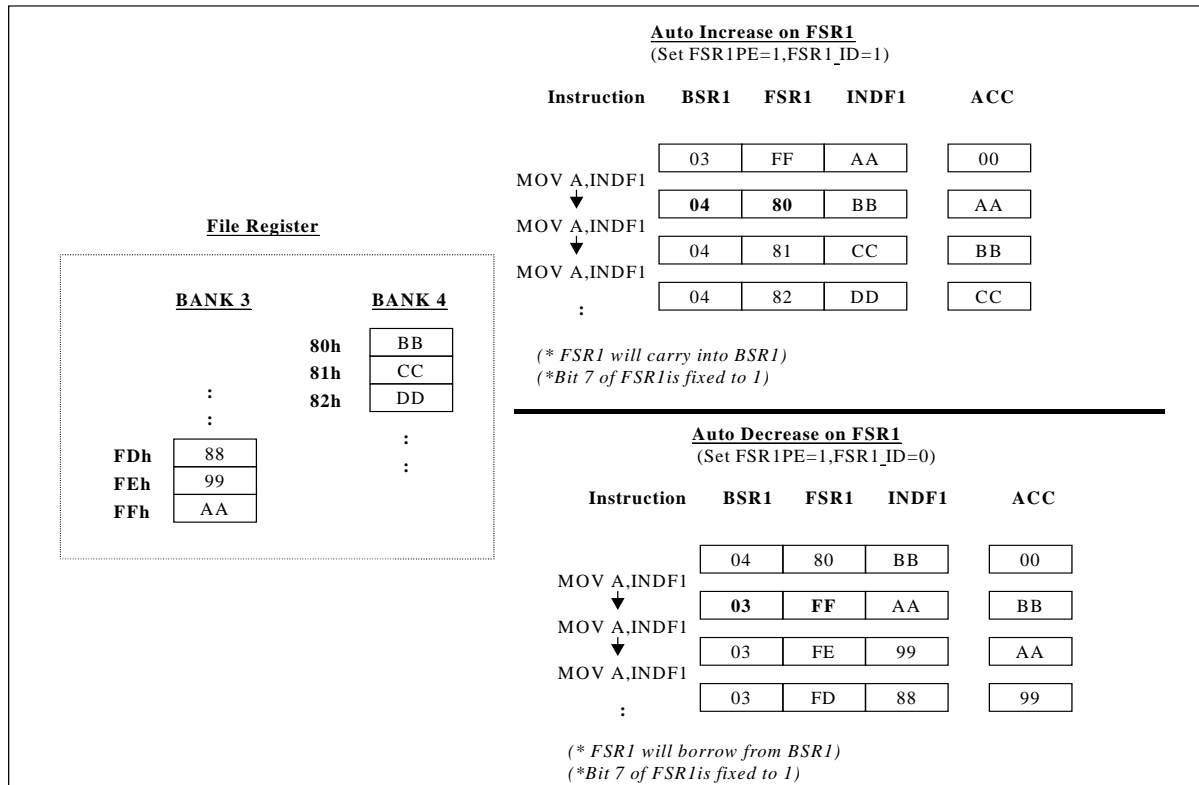 File Register
BANK 3 BANK 4
80h BB
81h CC
: 82h DD
: :
FDh 88 :
FEh 99
FFh AA
Auto Increase on FSR1
(Set FSR1PE=1,FSR1_ID=1)
Instruction BSR1 FSR1 INDF1 ACC
03 FF AA 00
MOV A,INDF1
04 80 BB AA
MOV A,INDF1
04 81 CC BB
MOV A,INDF1
04 82 DD CC
:
(* FSR1 will carry into BSR1)
(*Bit 7 of FSR1is fixed to 1)
Auto Decrease on FSR1
(Set FSR1PE=1,FSR1_ID=0)
Instruction BSR1 FSR1 INDF1 ACC
04 80 BB 00
MOV A,INDF1
03 FF AA BB
MOV A,INDF1
03 FE 99 AA
MOV A,INDF1
03 FD 88 99
:
(* FSR1 will borrow from BSR1)
(*Bit 7 of FSR1is fixed to 1)